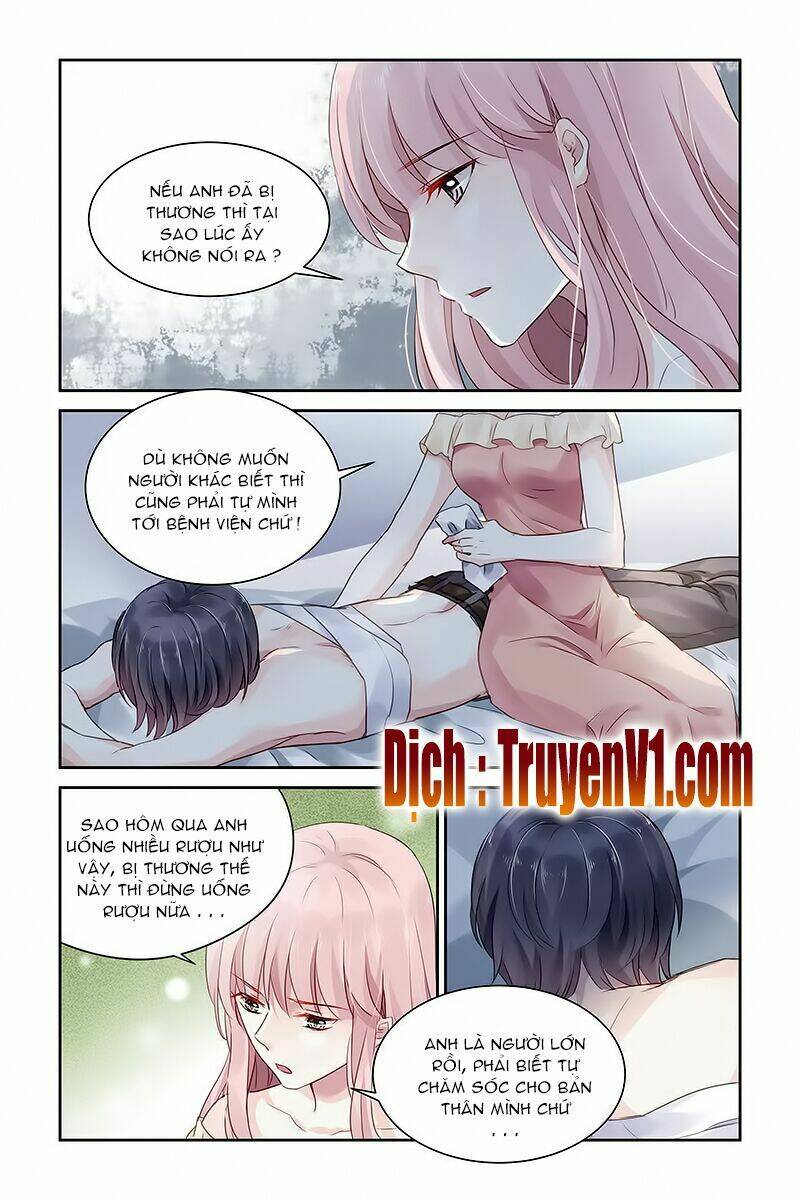 NẾU ANH ĐÃ BỊ
THƯƠNG THÌ TẠI
SAO LÚC ẤY
KHÔNG NÓI RA ?
DÙ KHÔNG MUỐN
NGƯỜI KHÁC BIẾT THÌ
CŨNG PHẢI TỰ MÌNH
TỚI BỆNH VIỆN CHỨ !
Dịch : TruyenV1.com
SAO HÔM QUA ANH
UỐNG NHIỀU RƯỢU NHƯ
VẬY, BỊ THƯƠNG THẾ
NÀY THÌ ĐỪNG UỐNG
RƯỢU NỮA . . .
ANH LÀ NGƯỜI LỚN
RỒI, PHẢI BIẾT TỰ
CHĂM SÓC CHO BẢN
THÂN MÌNH CHỨ
. . .